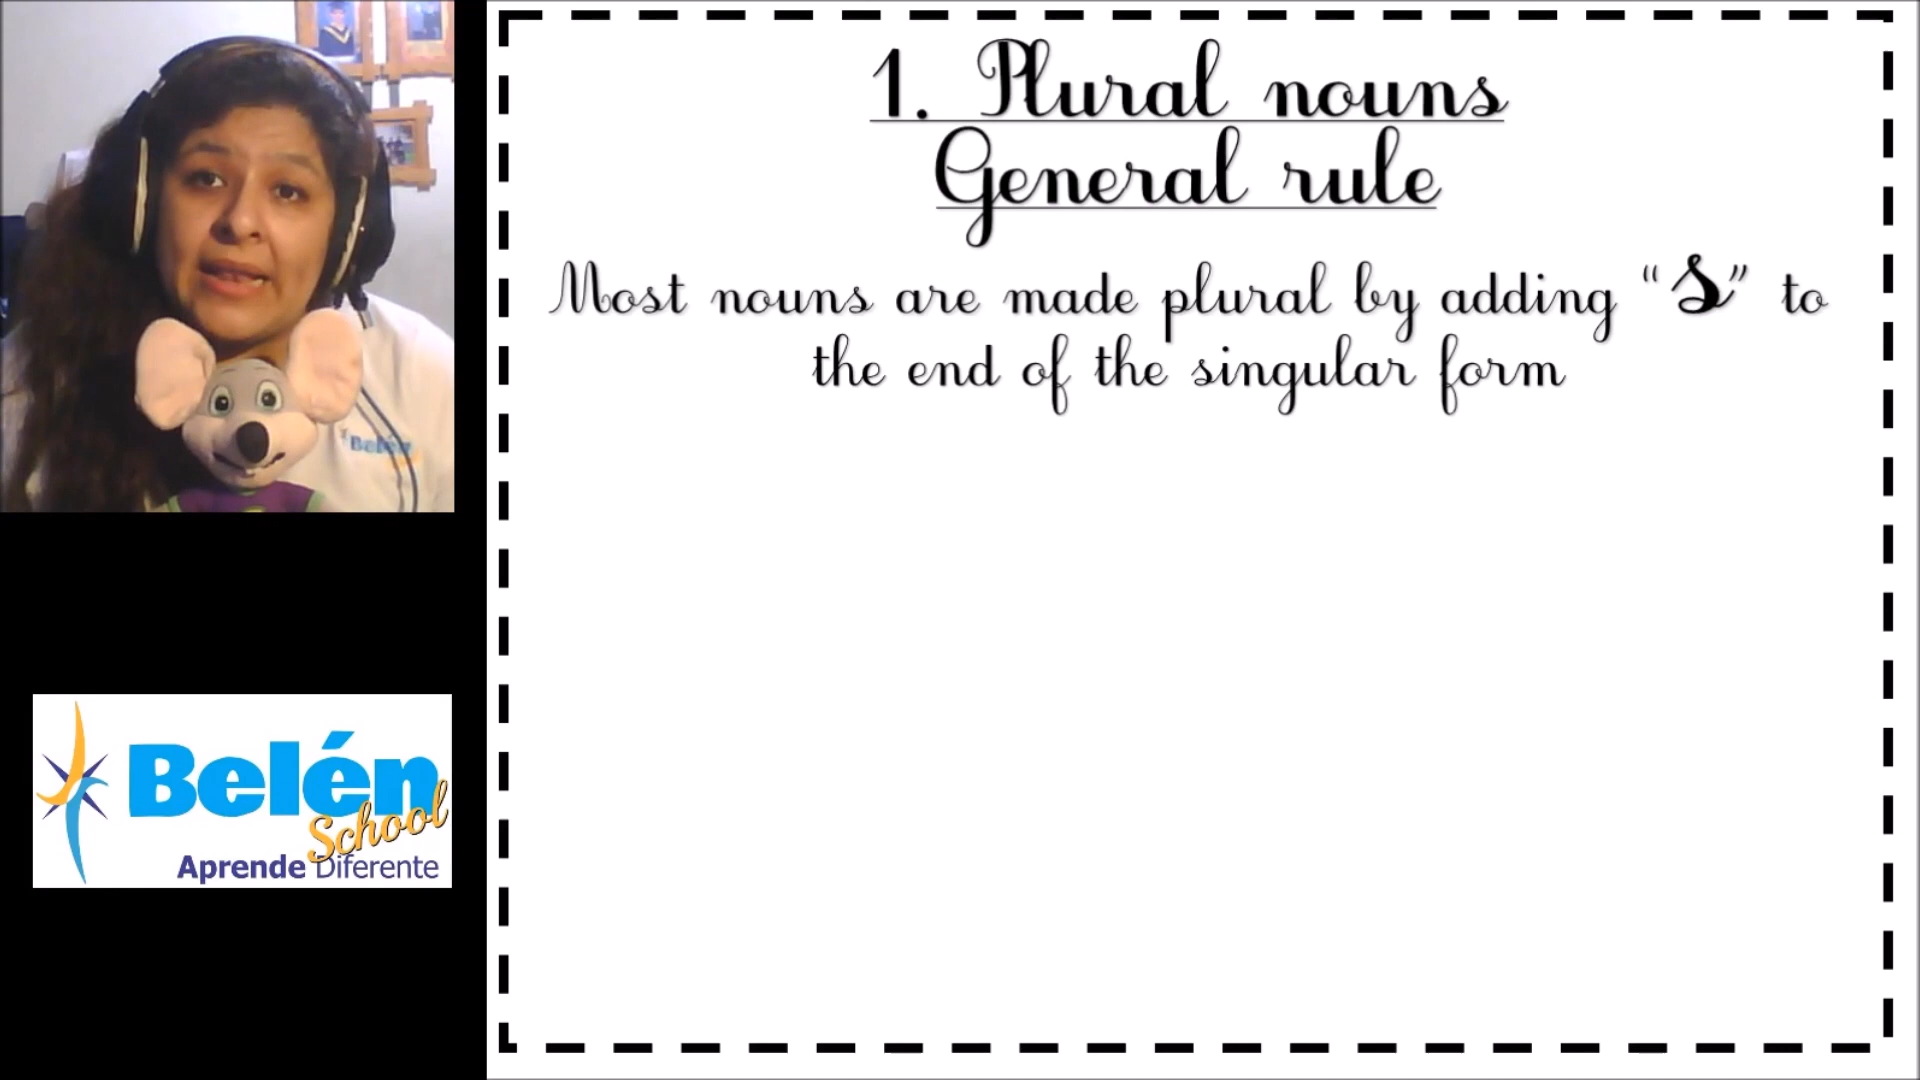 1. Plural nouns
General rule
Most nouns are made plural by adding “S” to
the end of the singular form
Belén
Belén
School
Aprende Diferente